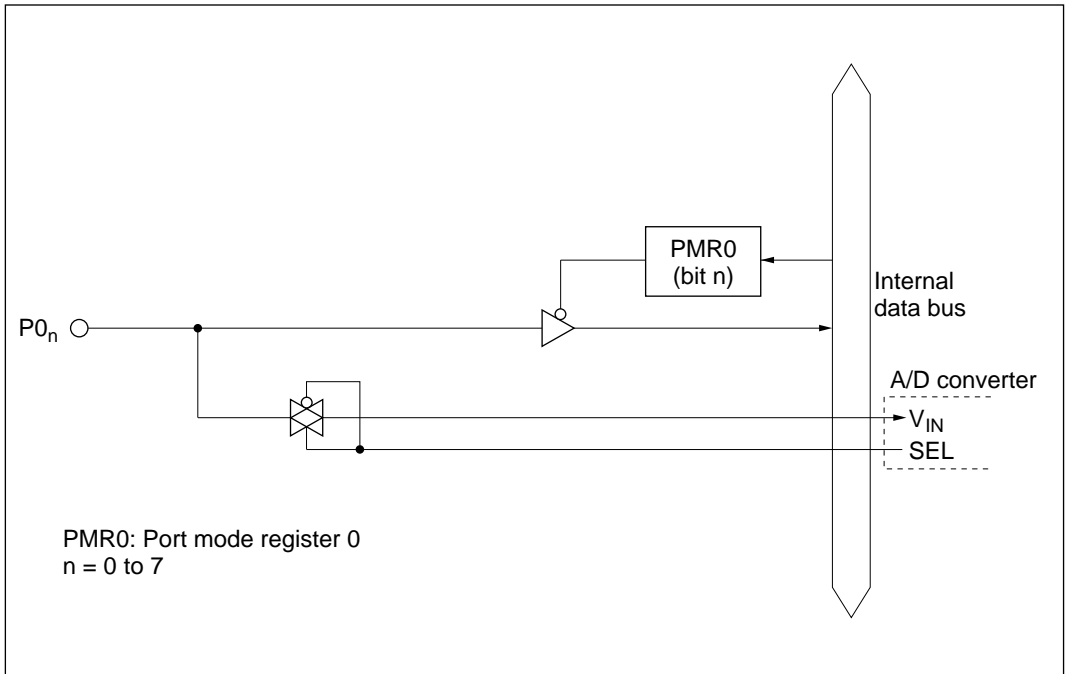 PMR0
(bit n)
Internal
data bus
P0n
A/D converter
VIN
SEL
PMR0: Port mode register 0
n = 0 to 7